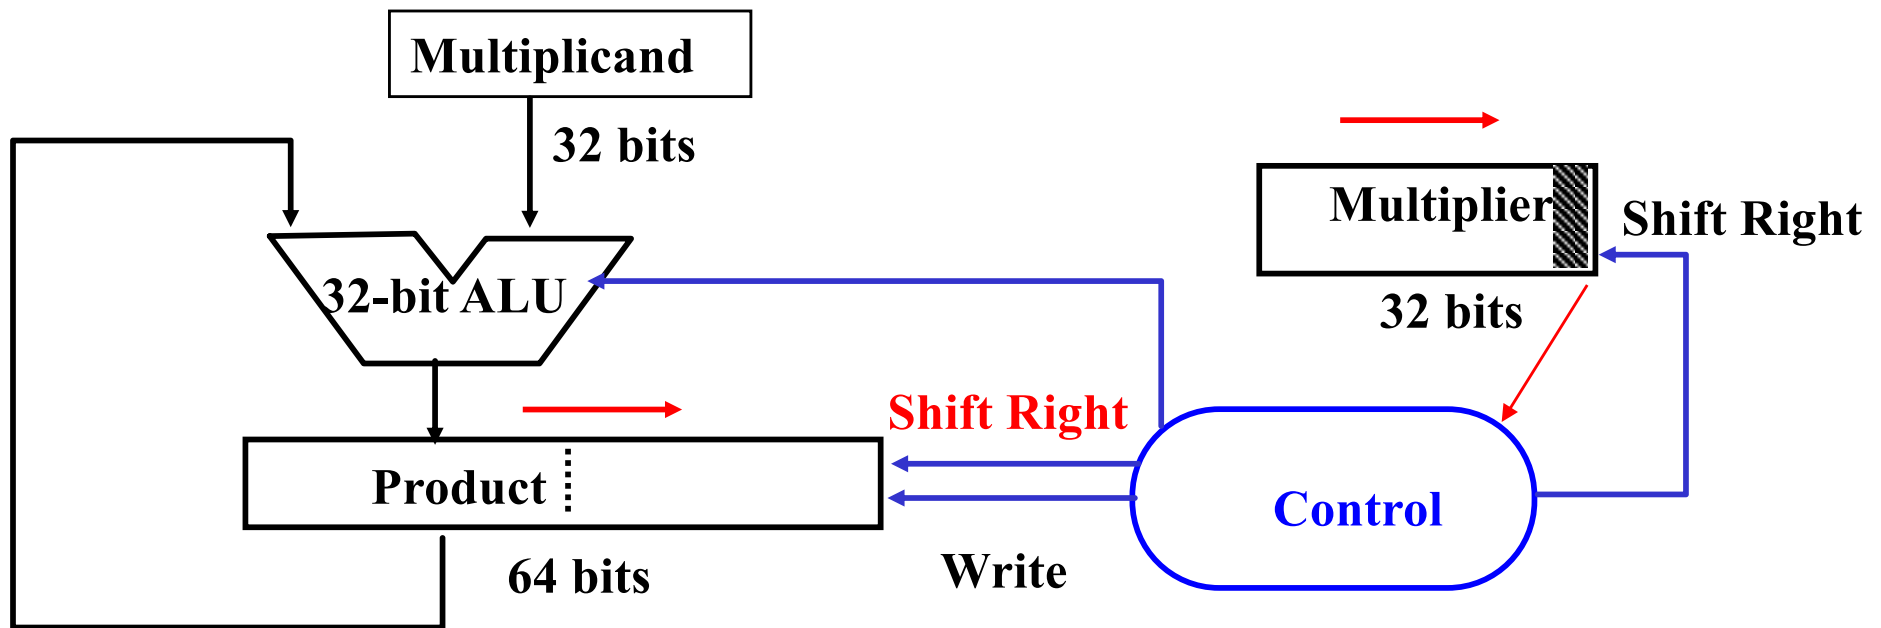 Multiplicand
32 bits
Multiplier
Shift Right
32-bit ALU
32 bits
Shift Right
Product
Control
64 bits
Write